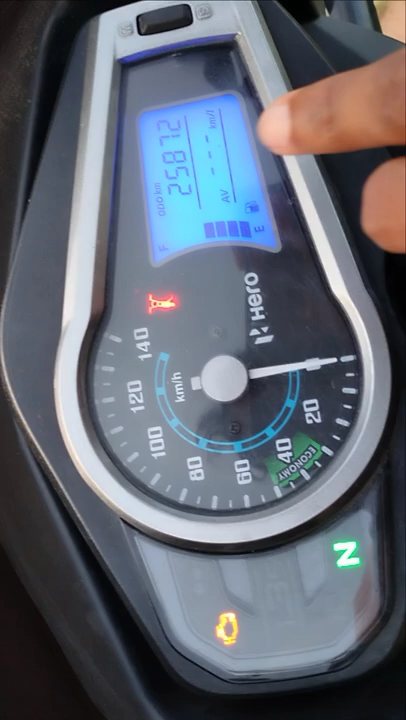 ODO km
25872
km/l
---
AV
F
E
Hero
km/h
20
40
60
80
100
120
140
ECONOMY
N